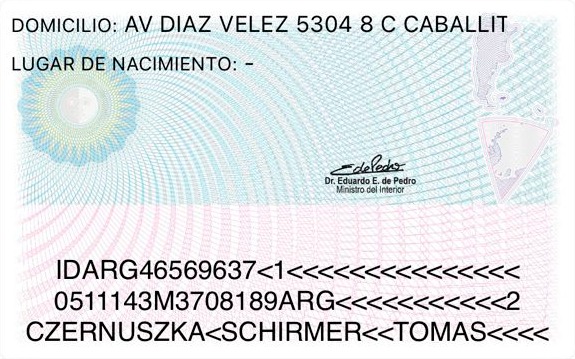 DOMICILIO: AV DIAZ VELEZ 5304 8 C CABALLIT
LUGAR DE NACIMIENTO: -
Dr. Eduardo E. de Pedro
Ministro del Interior
IDARG46569637<1<<<<<<<<<<<<<<<
0511143M3708189ARG<<<<<<<<<<<2
CZERNUSZKA<SCHIRMER<<TOMAS<<<<